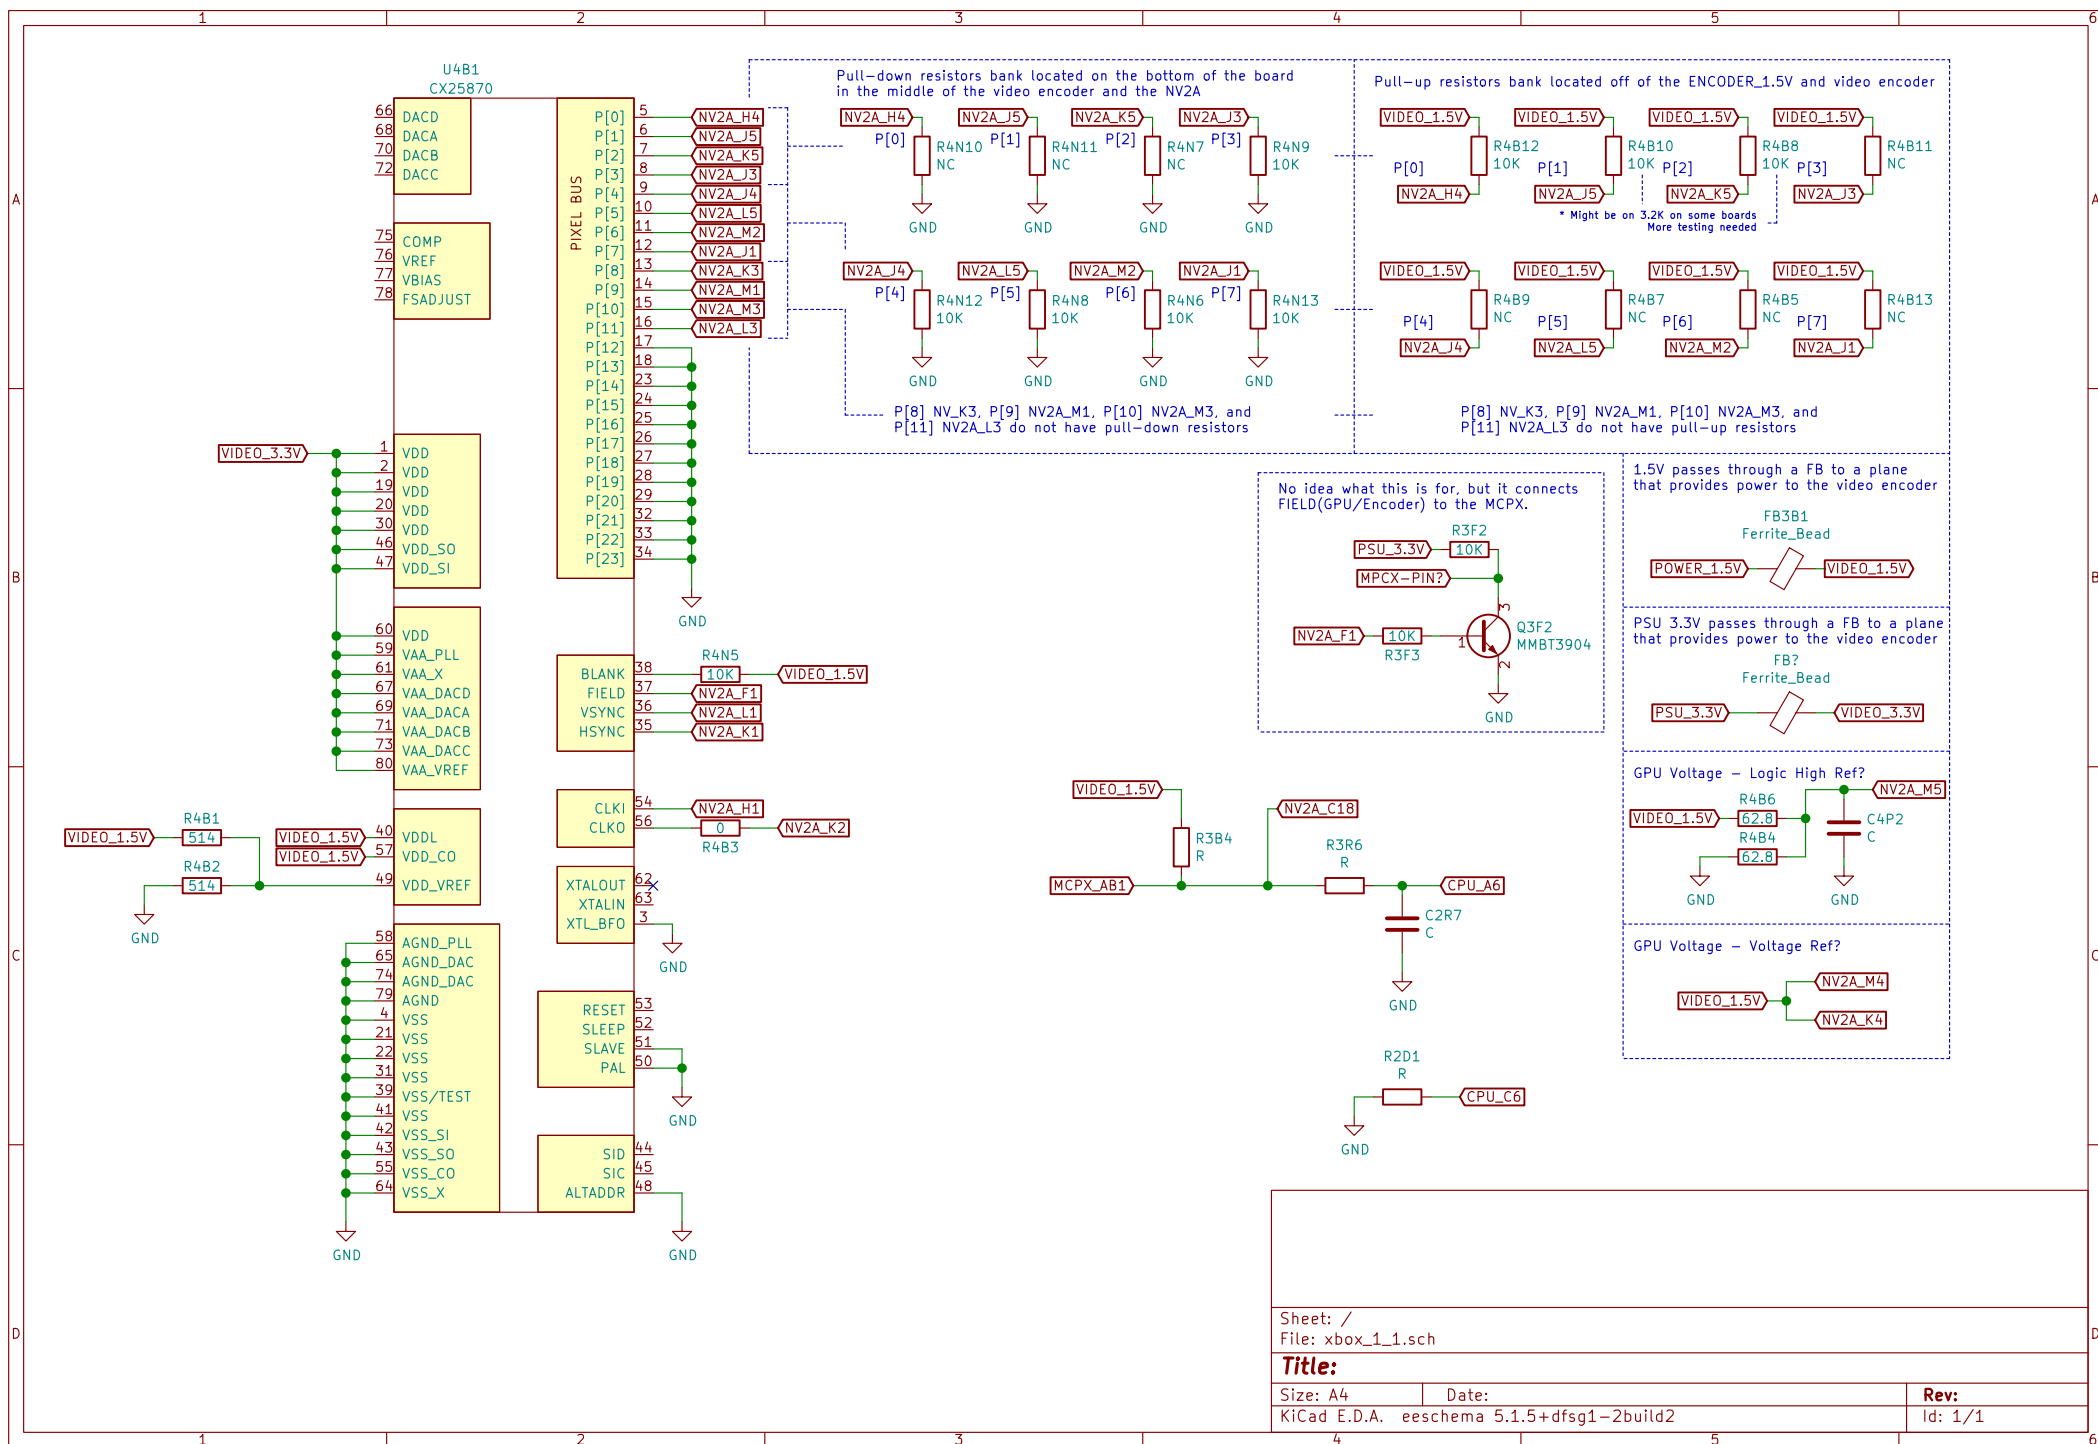 1 2 3 4 5 6
A
B
C
D
U4B1
CX25870
66 DACD
68 DACA
70 DACB
72 DACC
75 COMP
76 VREF
77 VBIAS
78 FSADJUST
VIDEO_3.3V
1 VDD
2 VDD
19 VDD
20 VDD
30 VDD
46 VDD_SO
47 VDD_SI
60 VDD
59 VAA_PLL
61 VAA_X
67 VAA_DACD
69 VAA_DACA
71 VAA_DACB
73 VAA_DACC
80 VAA_VREF
R4B1
VIDEO_1.5V 514
R4B2
514
GND
VIDEO_1.5V 40 VDDL
VIDEO_1.5V 57 VDD_CO
49 VDD_VREF
58 AGND_PLL
65 AGND_DAC
74 AGND_DAC
79 AGND
4 VSS
21 VSS
22 VSS
31 VSS
39 VSS/TEST
41 VSS
42 VSS_SI
43 VSS_SO
55 VSS_CO
64 VSS_X
GND
PIXEL BUS
P[0] 5 NV2A_H4
P[1] 6 NV2A_J5
P[2] 7 NV2A_K5
P[3] 8 NV2A_J3
P[4] 9 NV2A_J4
P[5] 10 NV2A_L5
P[6] 11 NV2A_M2
P[7] 12 NV2A_J1
P[8] 13 NV2A_K3
P[9] 14 NV2A_M1
P[10] 15 NV2A_M3
P[11] 16 NV2A_L3
P[12] 17
P[13] 18
P[14] 23
P[15] 24
P[16] 25
P[17] 26
P[18] 27
P[19] 28
P[20] 29
P[21] 32
P[22] 33
P[23] 34
GND
R4N5
BLANK 38 10K VIDEO_1.5V
FIELD 37 NV2A_F1
VSYNC 36 NV2A_L1
HSYNC 35 NV2A_K1
CLKI 54 NV2A_H1
CLKO 56 0 NV2A_K2
R4B3
XTALOUT 62
XTALIN 63
XTL_BFO 3
GND
RESET 53
SLEEP 52
SLAVE 51
PAL 50
GND
SID 44
SIC 45
ALTADDR 48
GND
Pull-down resistors bank located on the bottom of the board
in the middle of the video encoder and the NV2A
NV2A_H4 NV2A_J5 NV2A_K5 NV2A_J3
P[0] R4N10 P[1] R4N11 P[2] R4N7 P[3] R4N9
NC NC NC 10K
GND GND GND GND
NV2A_J4 NV2A_L5 NV2A_M2 NV2A_J1
P[4] R4N12 P[5] R4N8 P[6] R4N6 P[7] R4N13
10K 10K 10K 10K
GND GND GND GND
P[8] NV_K3, P[9] NV2A_M1, P[10] NV2A_M3, and
P[11] NV2A_L3 do not have pull-down resistors
Pull-up resistors bank located off of the ENCODER_1.5V and video encoder
VIDEO_1.5V VIDEO_1.5V VIDEO_1.5V VIDEO_1.5V
R4B12 R4B10 R4B8 R4B11
10K 10K 10K NC
P[0] P[1] P[2] P[3]
NV2A_H4 NV2A_J5 NV2A_K5 NV2A_J3
* Might be on 3.2K on some boards
More testing needed
VIDEO_1.5V VIDEO_1.5V VIDEO_1.5V VIDEO_1.5V
R4B9 R4B7 R4B5 R4B13
NC NC NC NC
P[4] P[5] P[6] P[7]
NV2A_J4 NV2A_L5 NV2A_M2 NV2A_J1
P[8] NV_K3, P[9] NV2A_M1, P[10] NV2A_M3, and
P[11] NV2A_L3 do not have pull-up resistors
No idea what this is for, but it connects
FIELD(GPU/Encoder) to the MCPX.
R3F2
PSU_3.3V 10K
MPCX-PIN?
3
NV2A_F1 10K 1 Q3F2
R3F3 MMBT3904
2
GND
1.5V passes through a FB to a plane
that provides power to the video encoder
FB3B1
Ferrite_Bead
POWER_1.5V VIDEO_1.5V
PSU 3.3V passes through a FB to a plane
that provides power to the video encoder
FB?
Ferrite_Bead
PSU_3.3V VIDEO_3.3V
GPU Voltage - Logic High Ref?
NV2A_M5
R4B6
VIDEO_1.5V 62.8 C4P2
R4B4 C
62.8
GND GND
GPU Voltage - Voltage Ref?
NV2A_M4
VIDEO_1.5V
NV2A_K4
VIDEO_1.5V
NV2A_C18
R3B4
R
R3R6
R
MCPX_AB1 CPU_A6
C2R7
C
GND
R2D1
R
CPU_C6
GND
Sheet: /
File: xbox_1_1.sch
Title:
Size: A4 Date: Rev:
KiCad E.D.A. eeschema 5.1.5+dfsg1-2build2 Id: 1/1
A
B
C
D
1 2 3 4 5 6